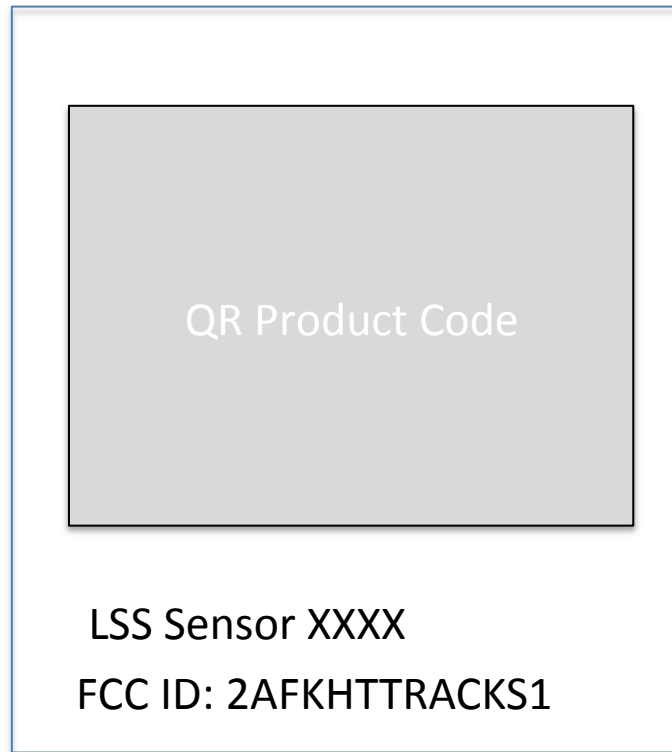 QR Product Code
LSS Sensor XXXX
FCC ID: 2AFKHTTRACKS1